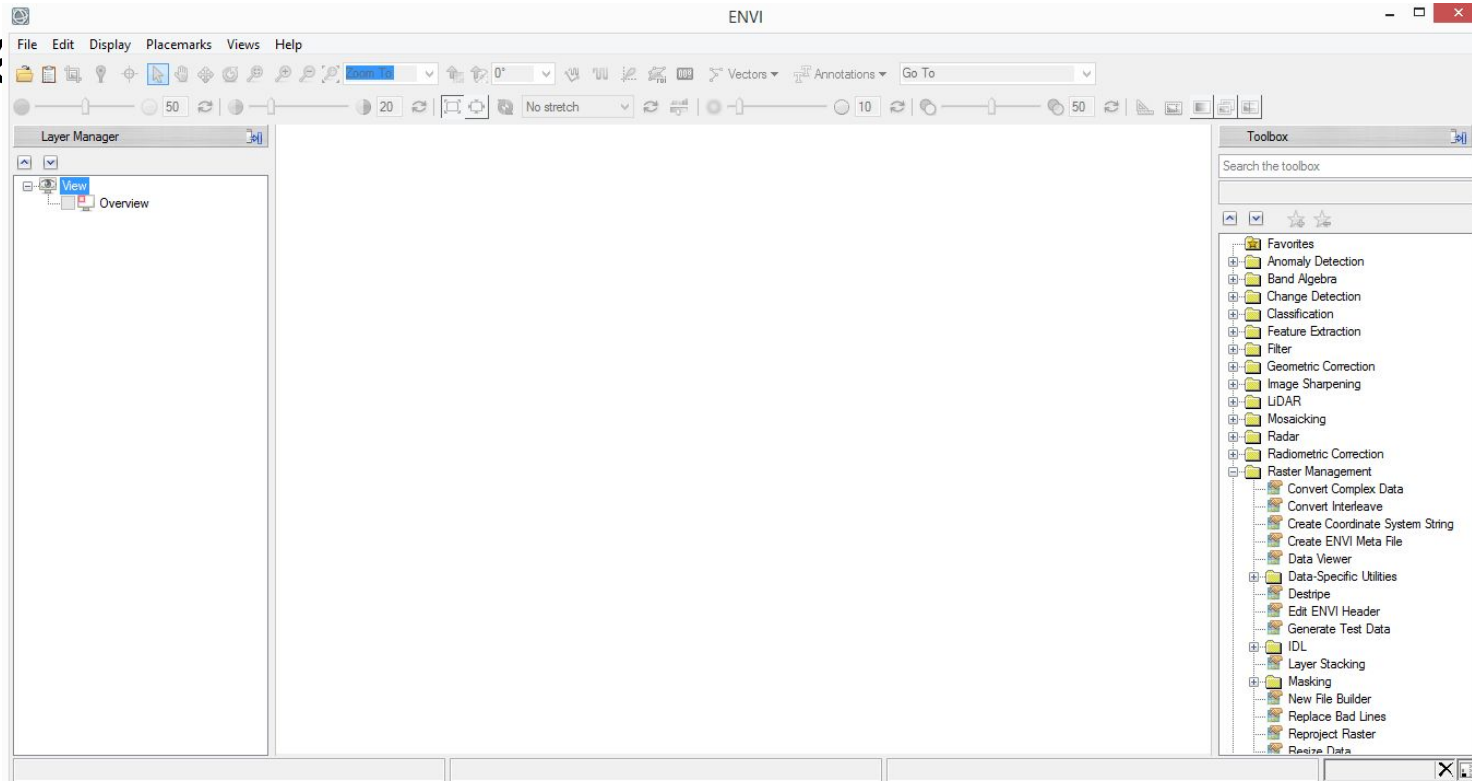 ENVI
File Edit Display Placemarks Views Help
Zoom To 0° Vectors Annotations Go To
50 20 No stretch 10 50
Layer Manager
View
Overview
Toolbox
Search the toolbox
Favorites
Anomaly Detection
Band Algebra
Change Detection
Classification
Feature Extraction
Filter
Geometric Correction
Image Sharpening
LiDAR
Mosaicking
Radar
Radiometric Correction
Raster Management
Convert Complex Data
Convert Interleave
Create Coordinate System String
Create ENVI Meta File
Data Viewer
Data-Specific Utilities
Destripe
Edit ENVI Header
Generate Test Data
IDL
Layer Stacking
Masking
New File Builder
Replace Bad Lines
Reproject Raster
Resize Data